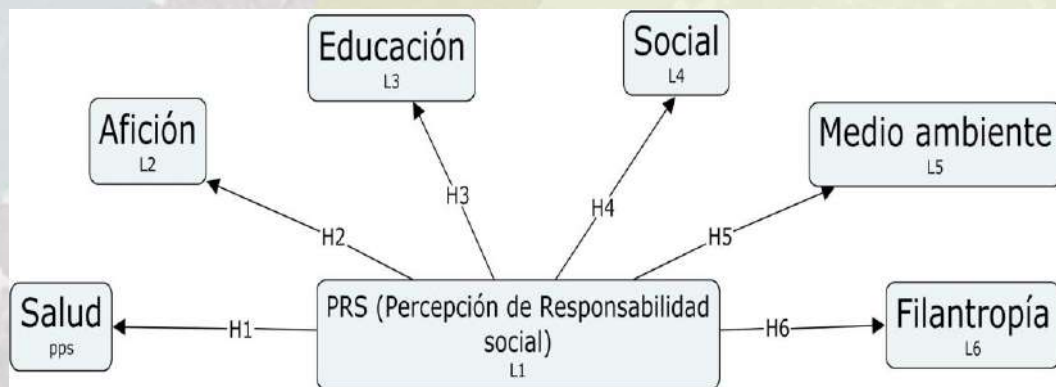 Educación
L3
Social
L4
Afición
L2
Medio ambiente
L5
H3
H4
H2
H5
Salud
pps
H1
PRS (Percepción de Responsabilidad
social)
L1
H6
Filantropía
L6